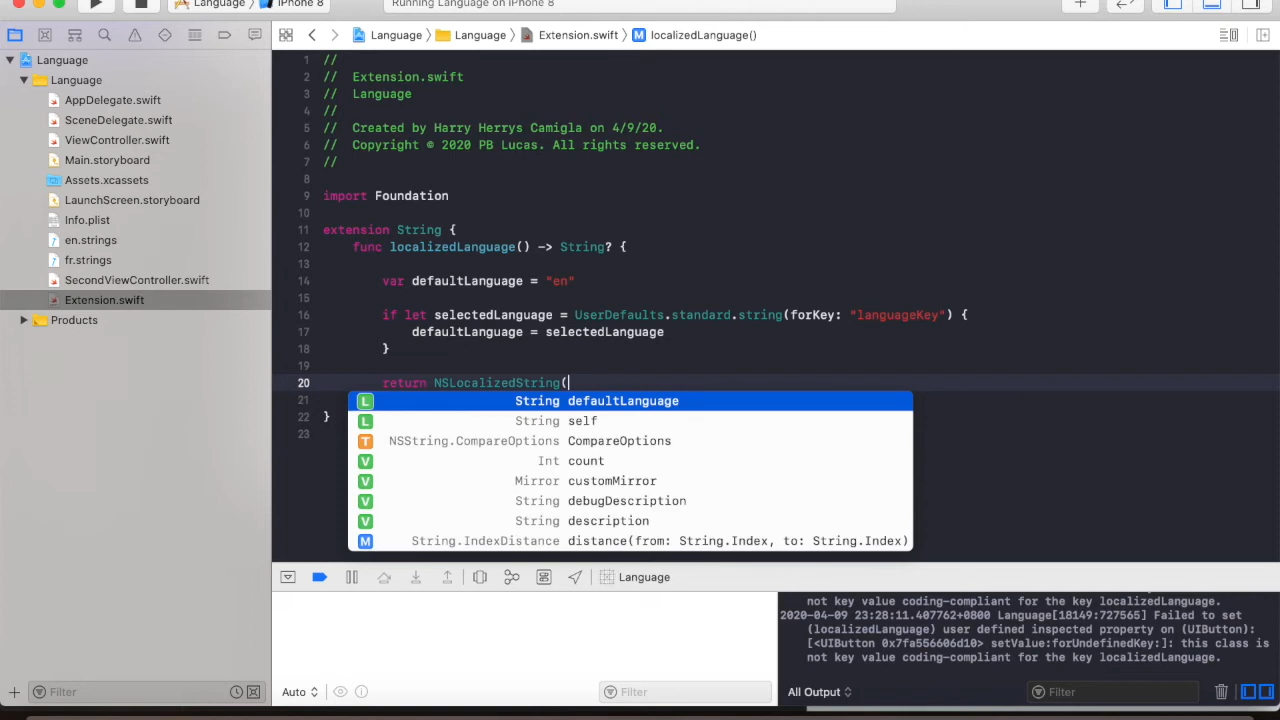 Language
iPhone 8
Running Language on iPhone 8
Language
Language
Extension.swift
localizedLanguage()
Language
Language
AppDelegate.swift
SceneDelegate.swift
ViewController.swift
Main.storyboard
Assets.xcassets
LaunchScreen.storyboard
Info.plist
en.strings
fr.strings
SecondViewController.swift
Extension.swift
Products
Filter
1 //
2 // Extension.swift
3 // Language
4 //
5 // Created by Harry Herrys Camigla on 4/9/20.
6 // Copyright © 2020 PB Lucas. All rights reserved.
7 //
8
9 import Foundation
10
11 extension String {
12 func localizedLanguage() -> String? {
13
14 var defaultLanguage = "en"
15
16 if let selectedLanguage = UserDefaults.standard.string(forKey: "languageKey") {
17 defaultLanguage = selectedLanguage
18 }
19
20 return NSLocalizedString(
21
22 }
23
L String defaultLanguage
L String self
T NSString.CompareOptions CompareOptions
V Int count
V Mirror customMirror
V String debugDescription
V String description
M String.IndexDistance distance(from: String.Index, to: String.Index)
Language
Auto
Filter
not key value coding-compliant for the key localizedLanguage.
2020-04-09 23:28:11.407762+0800 Language[18149:727565] Failed to set
(localizedLanguage) user defined inspected property on (UIButton):
[<UIButton 0x7fa556606d10> setValue:forUndefinedKey:]: this class is
not key value coding-compliant for the key localizedLanguage.
All Output
Filter